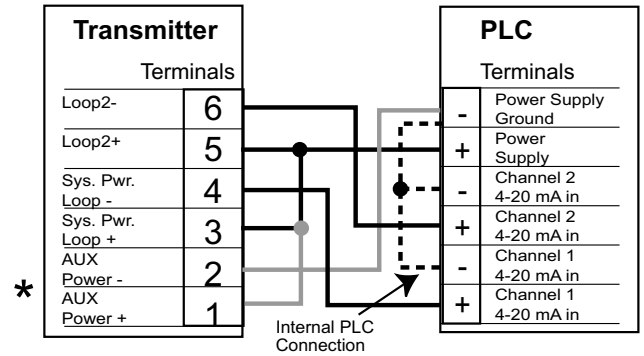 Transmitter
Terminals
Loop2-
6
Loop2+
5
Sys. Pwr.
Loop -
4
Sys. Pwr.
Loop +
3
AUX
Power -
2
*
AUX
Power +
1
PLC
Terminals
-
Power Supply
Ground
+
Power
Supply
-
Channel 2
4-20 mA in
+
Channel 2
4-20 mA in
-
Channel 1
4-20 mA in
+
Channel 1
4-20 mA in
Internal PLC
Connection